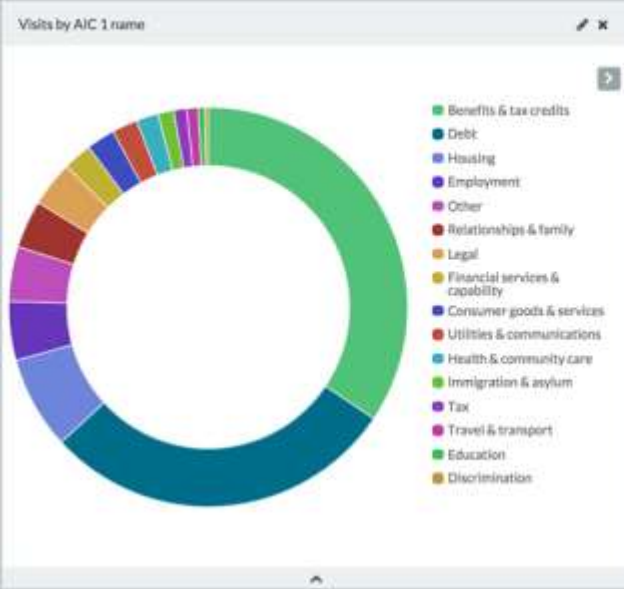 Visits by AIC 1 name
Benefits & tax credits
Debt
Housing
Employment
Other
Relationships & family
Legal
Financial services &
capability
Consumer goods & services
Utilities & communications
Health & community care
Immigration & asylum
Tax
Travel & transport
Education
Discrimination